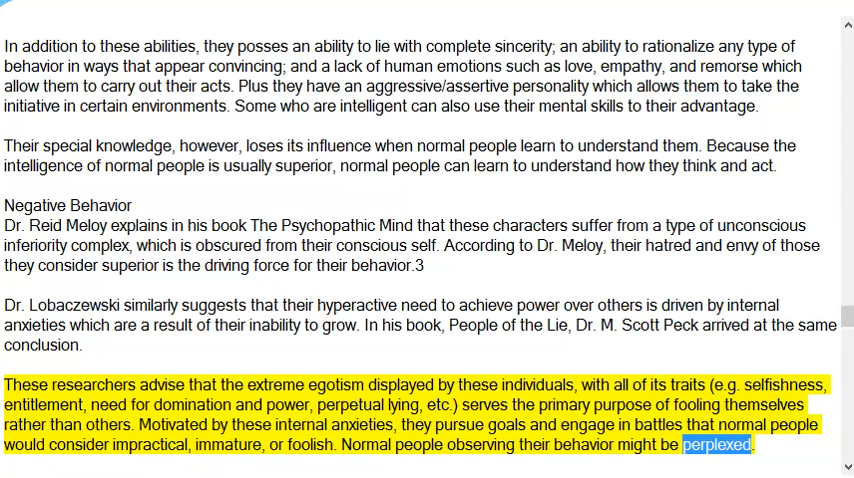 In addition to these abilities, they posses an ability to lie with complete sincerity; an ability to rationalize any type of
behavior in ways that appear convincing; and a lack of human emotions such as love, empathy, and remorse which
allow them to carry out their acts. Plus they have an aggressive/assertive personality which allows them to take the
initiative in certain environments. Some who are intelligent can also use their mental skills to their advantage.
Their special knowledge, however, loses its influence when normal people learn to understand them. Because the
intelligence of normal people is usually superior, normal people can learn to understand how they think and act.
Negative Behavior
Dr. Reid Meloy explains in his book The Psychopathic Mind that these characters suffer from a type of unconscious
inferiority complex, which is obscured from their conscious self. According to Dr. Meloy, their hatred and envy of those
they consider superior is the driving force for their behavior.3
Dr. Lobaczewski similarly suggests that their hyperactive need to achieve power over others is driven by internal
anxieties which are a result of their inability to grow. In his book, People of the Lie, Dr. M. Scott Peck arrived at the same
conclusion.
These researchers advise that the extreme egotism displayed by these individuals, with all of its traits (e.g. selfishness,
entitlement, need for domination and power, perpetual lying, etc.) serves the primary purpose of fooling themselves
rather than others. Motivated by these internal anxieties, they pursue goals and engage in battles that normal people
would consider impractical, immature, or foolish. Normal people observing their behavior might be perplexed.